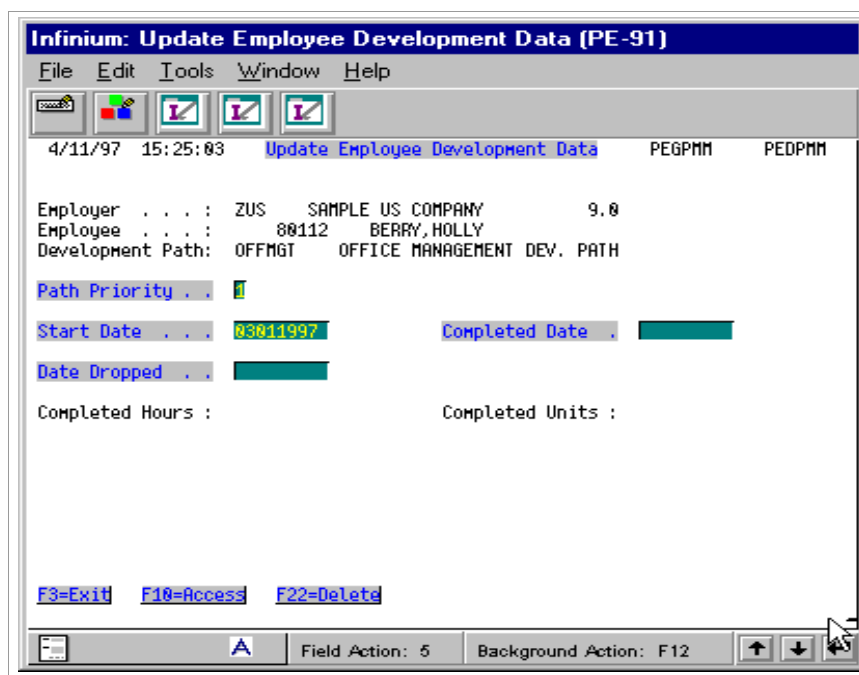 Infinium: Update Employee Development Data (PE-91)
File Edit Tools Window Help
4/11/97 15:25:03 Update Employee Development Data PEGPMM PEDPMM
Employer . . . : ZUS SAMPLE US COMPANY 9.0
Employee . . . : 80112 BERRY,HOLLY
Development Path: OFFMGT OFFICE MANAGEMENT DEV. PATH
Path Priority . . 1
Start Date . . . 03011997 Completed Date .
Date Dropped . .
Completed Hours : Completed Units :
F3=Exit F10=Access F22=Delete
A Field Action: 5 Background Action: F12